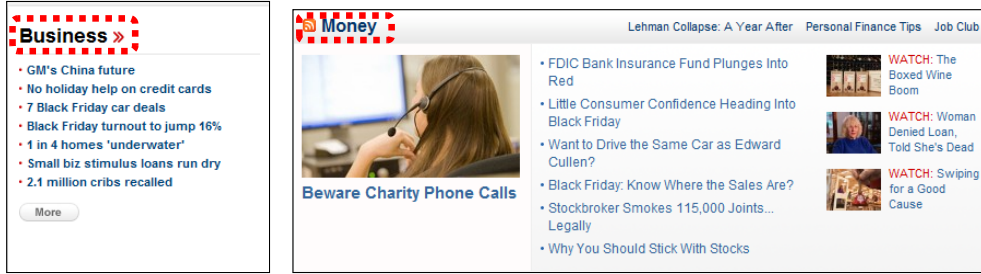 Business »
• GM's China future
• No holiday help on credit cards
• 7 Black Friday car deals
• Black Friday turnout to jump 16%
• 1 in 4 homes 'underwater'
• Small biz stimulus loans run dry
• 2.1 million cribs recalled
More
Money
Lehman Collapse: A Year After Personal Finance Tips Job Club
Beware Charity Phone Calls
• FDIC Bank Insurance Fund Plunges Into
Red
• Little Consumer Confidence Heading Into
Black Friday
• Want to Drive the Same Car as Edward
Cullen?
• Black Friday: Know Where the Sales Are?
• Stockbroker Smokes 115,000 Joints...
Legally
• Why You Should Stick With Stocks
WATCH: The
Boxed Wine
Boom
WATCH: Woman
Denied Loan,
Told She's Dead
WATCH: Swiping
for a Good
Cause